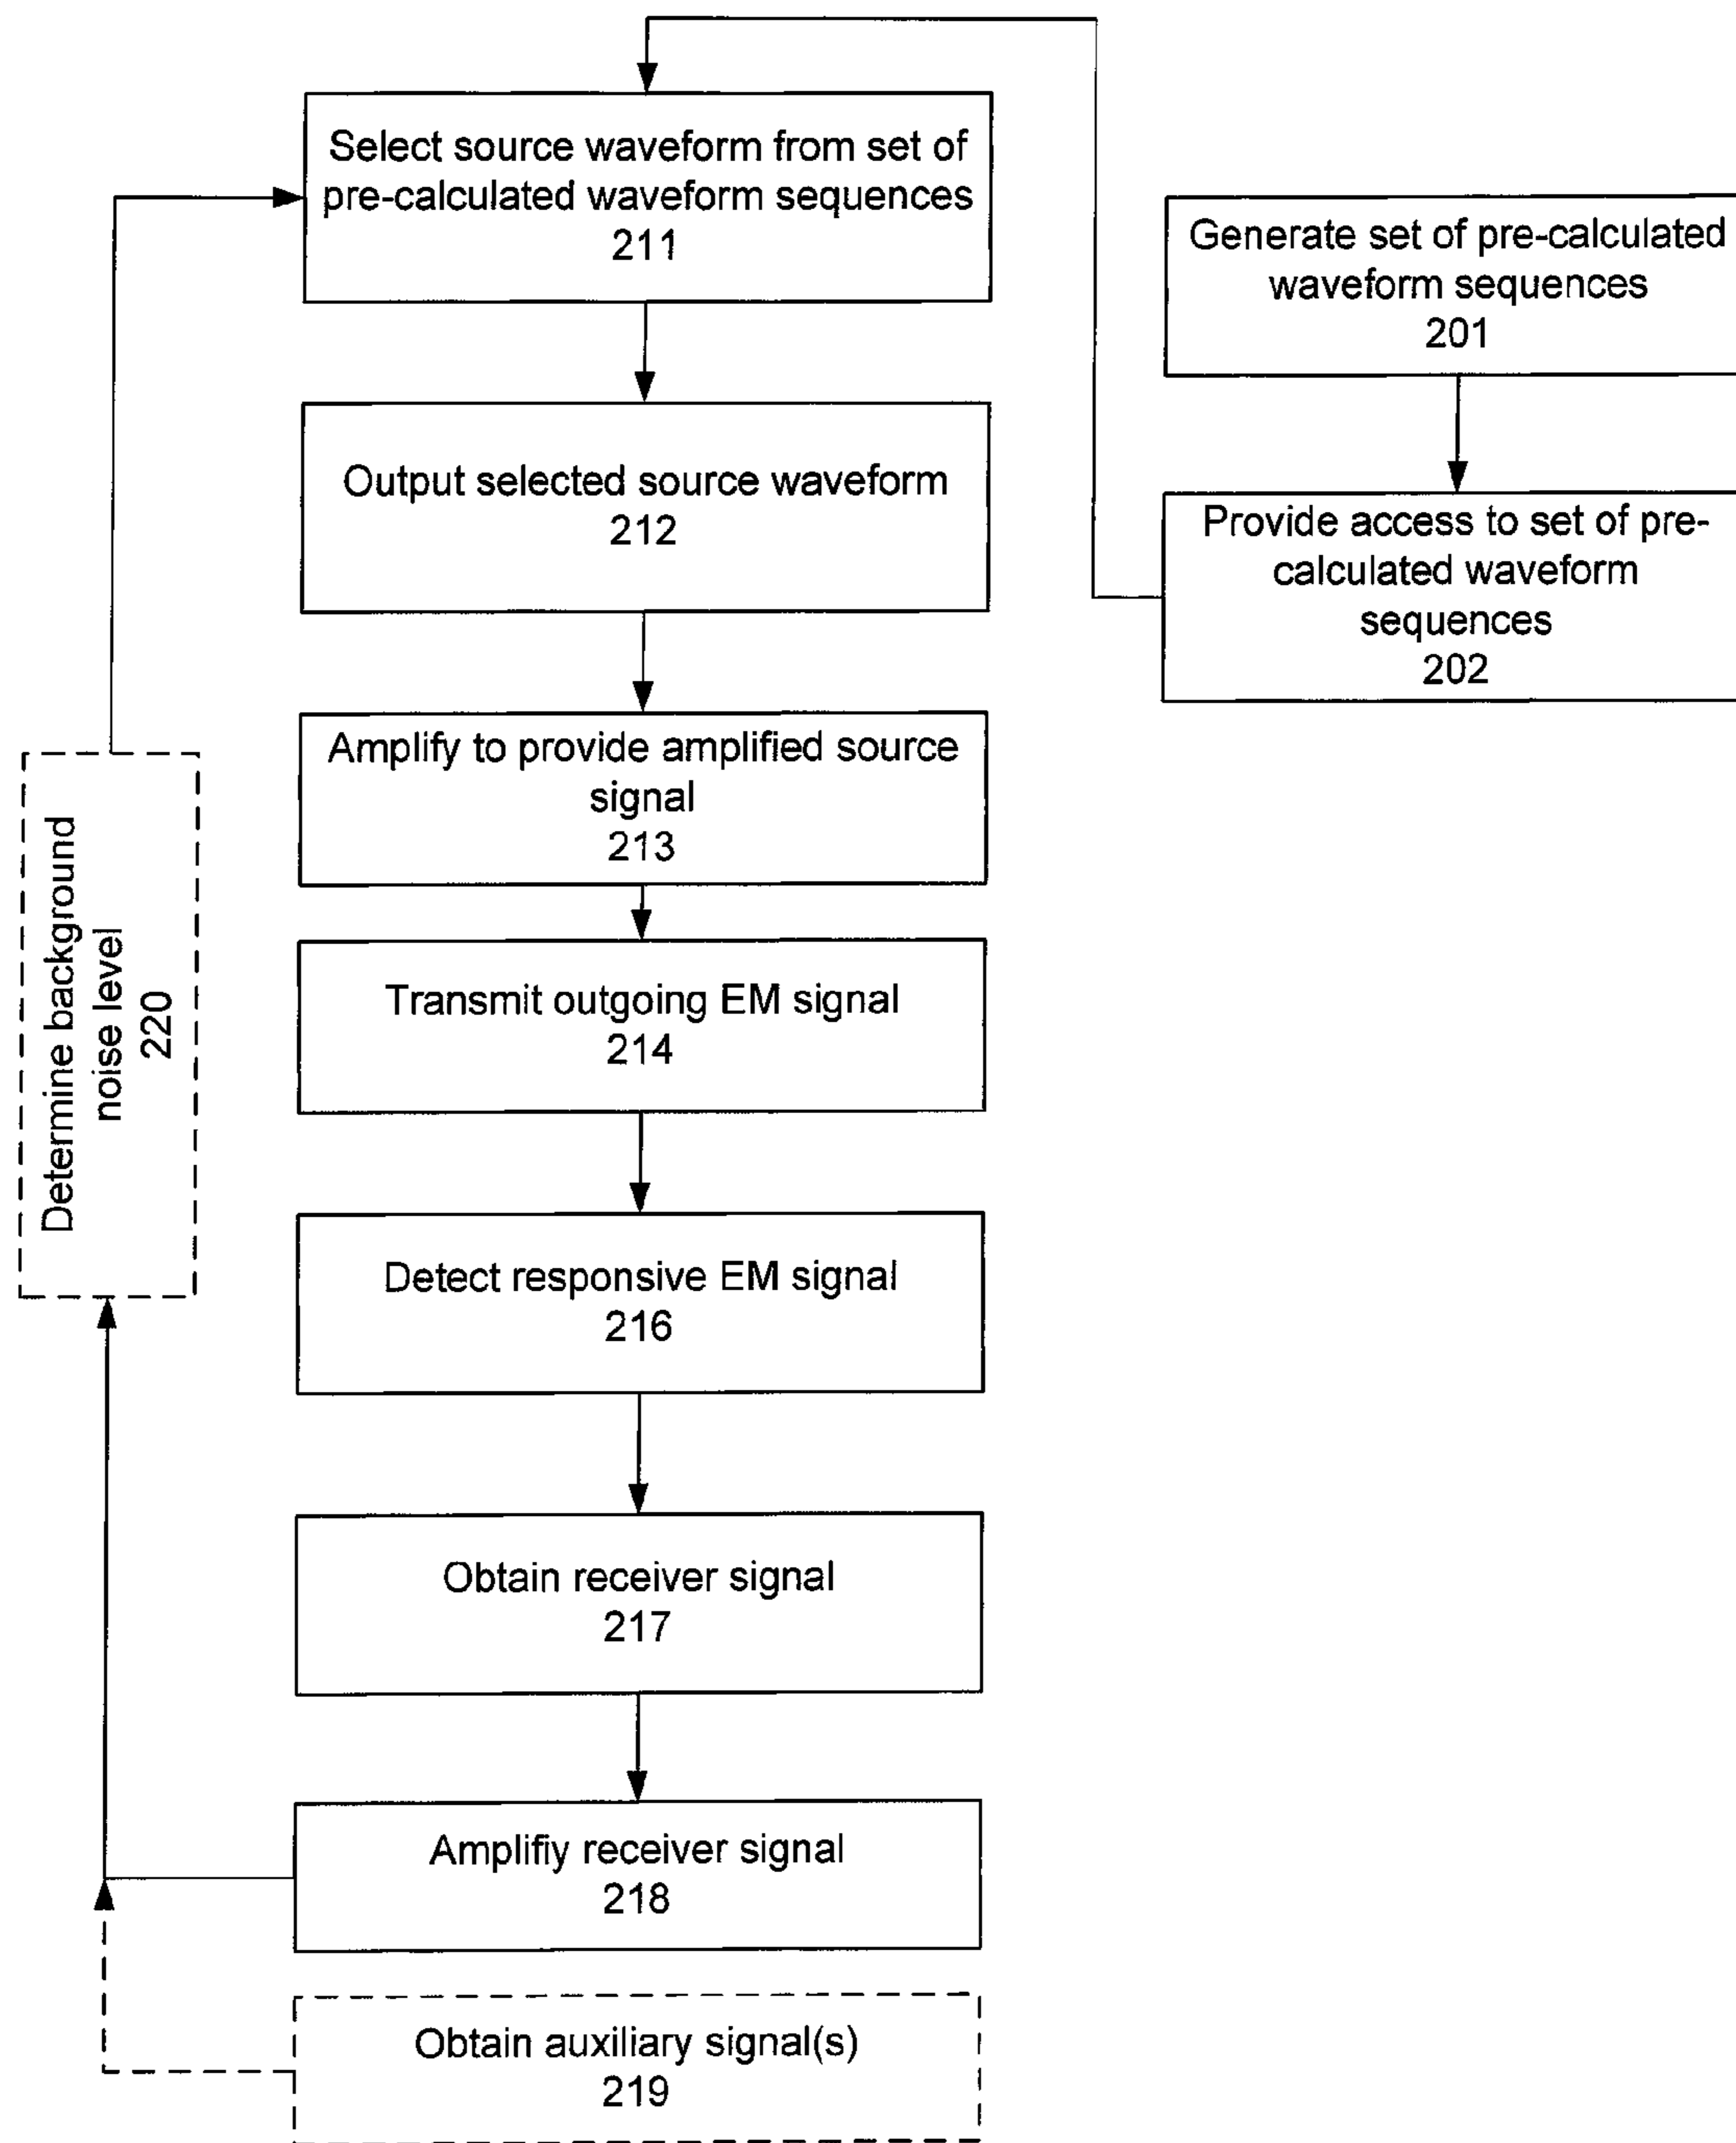 Select source waveform from set of
pre-calculated waveform sequences
211
Generate set of pre-calculated
waveform sequences
201
Output selected source waveform
212
Provide access to set of pre-
calculated waveform
sequences
202
Amplify to provide amplified source
signal
213
Determine background
noise level
220
Transmit outgoing EM signal
214
Detect responsive EM signal
216
Obtain receiver signal
217
Amplifiy receiver signal
218
Obtain auxiliary signal(s)
219